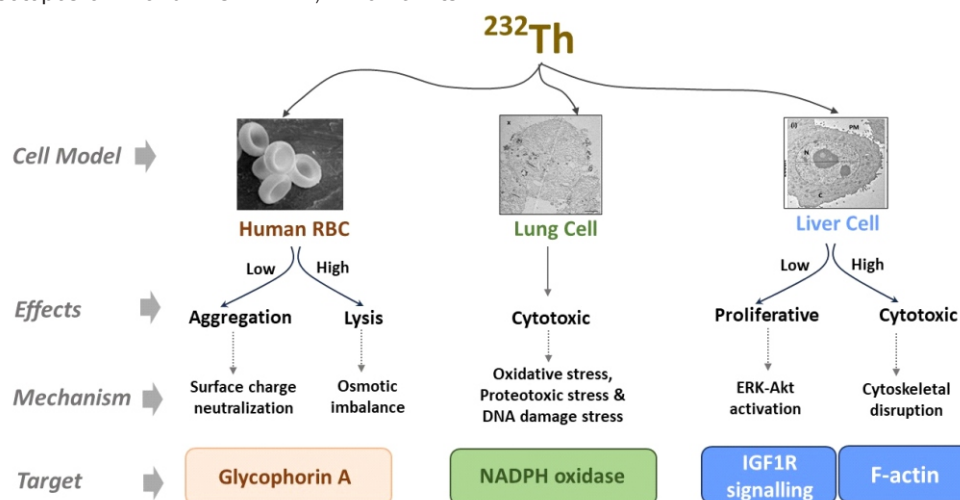 232Th
Cell Model
Human RBC
Lung Cell
Liver Cell
Low
High
Low
High
Effects
Aggregation
Lysis
Cytotoxic
Proliferative
Cytotoxic
Mechanism
Surface charge
neutralization
Osmotic
imbalance
Oxidative stress,
Proteotoxic stress &
DNA damage stress
ERK-Akt
activation
Cytoskeletal
disruption
Target
Glycophorin A
NADPH oxidase
IGF1R
signalling
F-actin
PM
N
C